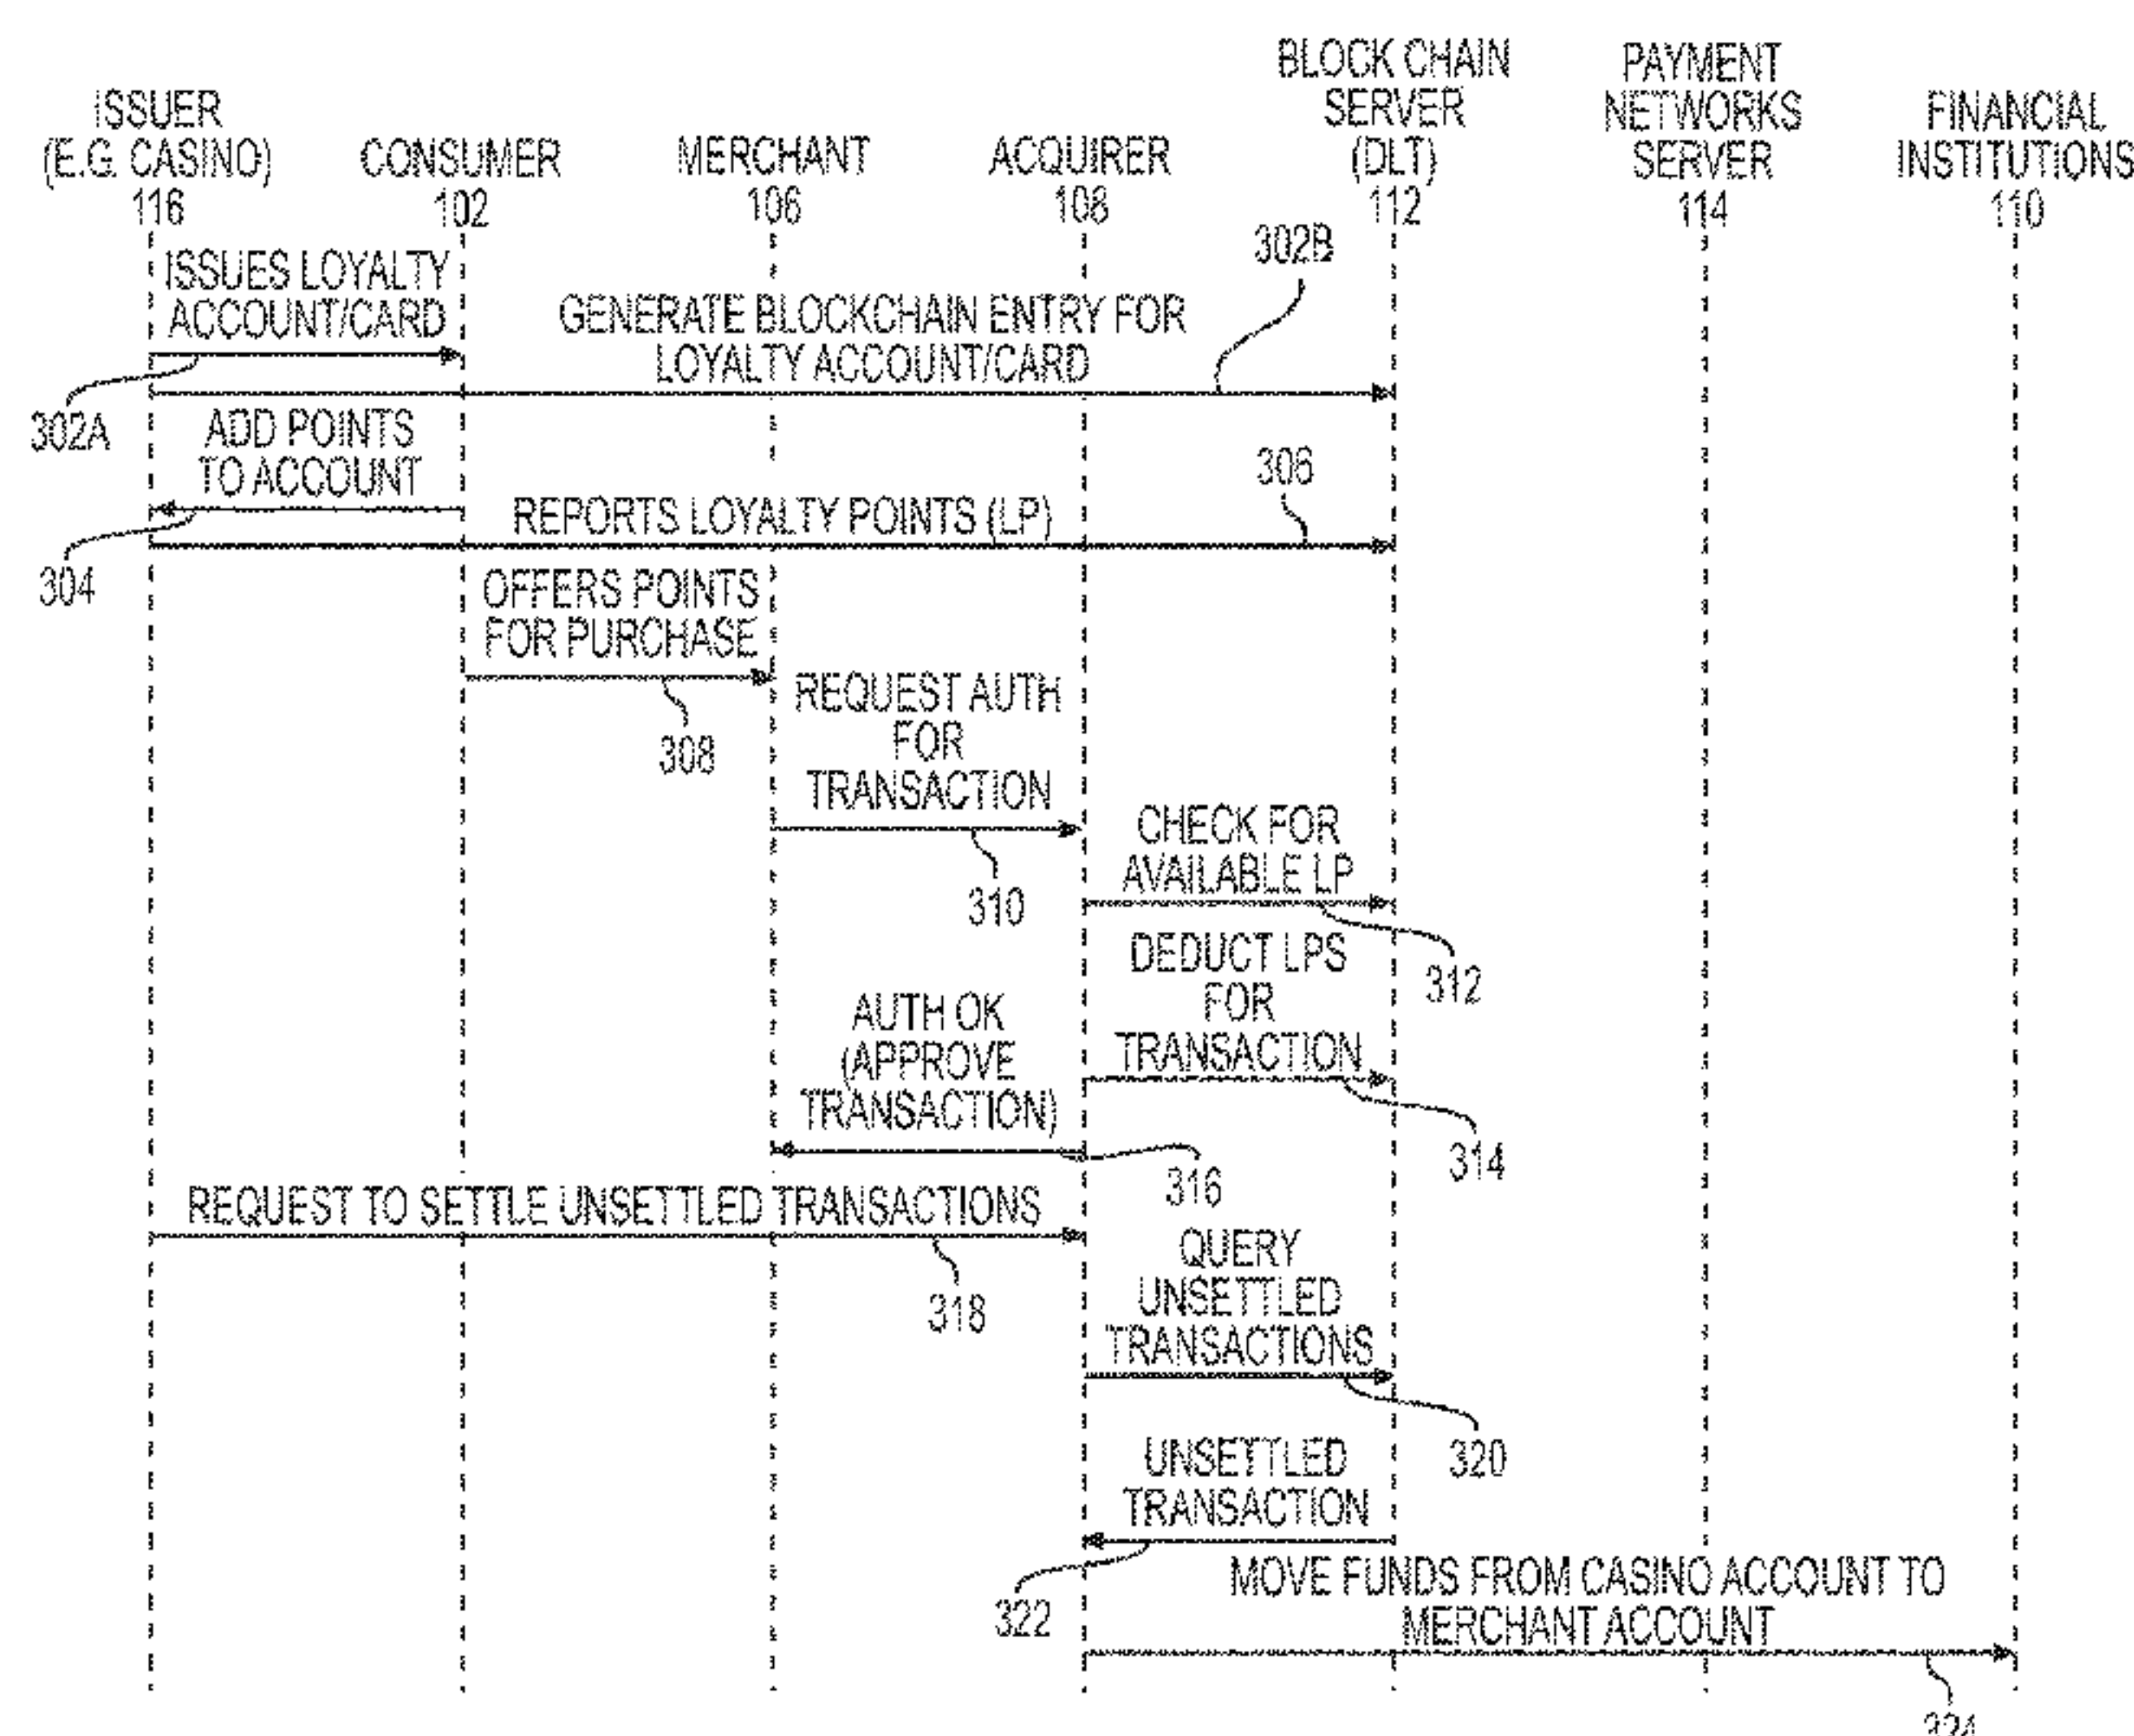 ISSUER
(E.G. CASINO)
116
CONSUMER
102
MERCHANT
106
ACQUIRER
108
BLOCK CHAIN
SERVER
(DLT)
112
PAYMENT
NETWORKS
SERVER
114
FINANCIAL
INSTITUTIONS
110
302B
ISSUES LOYALTY
ACCOUNT/CARD
GENERATE BLOCKCHAIN ENTRY FOR
LOYALTY ACCOUNT/CARD
302A
ADD POINTS
TO ACCOUNT
306
REPORTS LOYALTY POINTS (LP)
304
OFFERS POINTS
FOR PURCHASE
308
REQUEST AUTH
FOR
TRANSACTION
310
CHECK FOR
AVAILABLE LP
312
DEDUCT LPS
FOR
TRANSACTION
314
AUTH OK
(APPROVE
TRANSACTION)
316
REQUEST TO SETTLE UNSETTLED TRANSACTIONS
318
QUERY
UNSETTLED
TRANSACTIONS
320
UNSETTLED
TRANSACTION
322
MOVE FUNDS FROM CASINO ACCOUNT TO
MERCHANT ACCOUNT
324